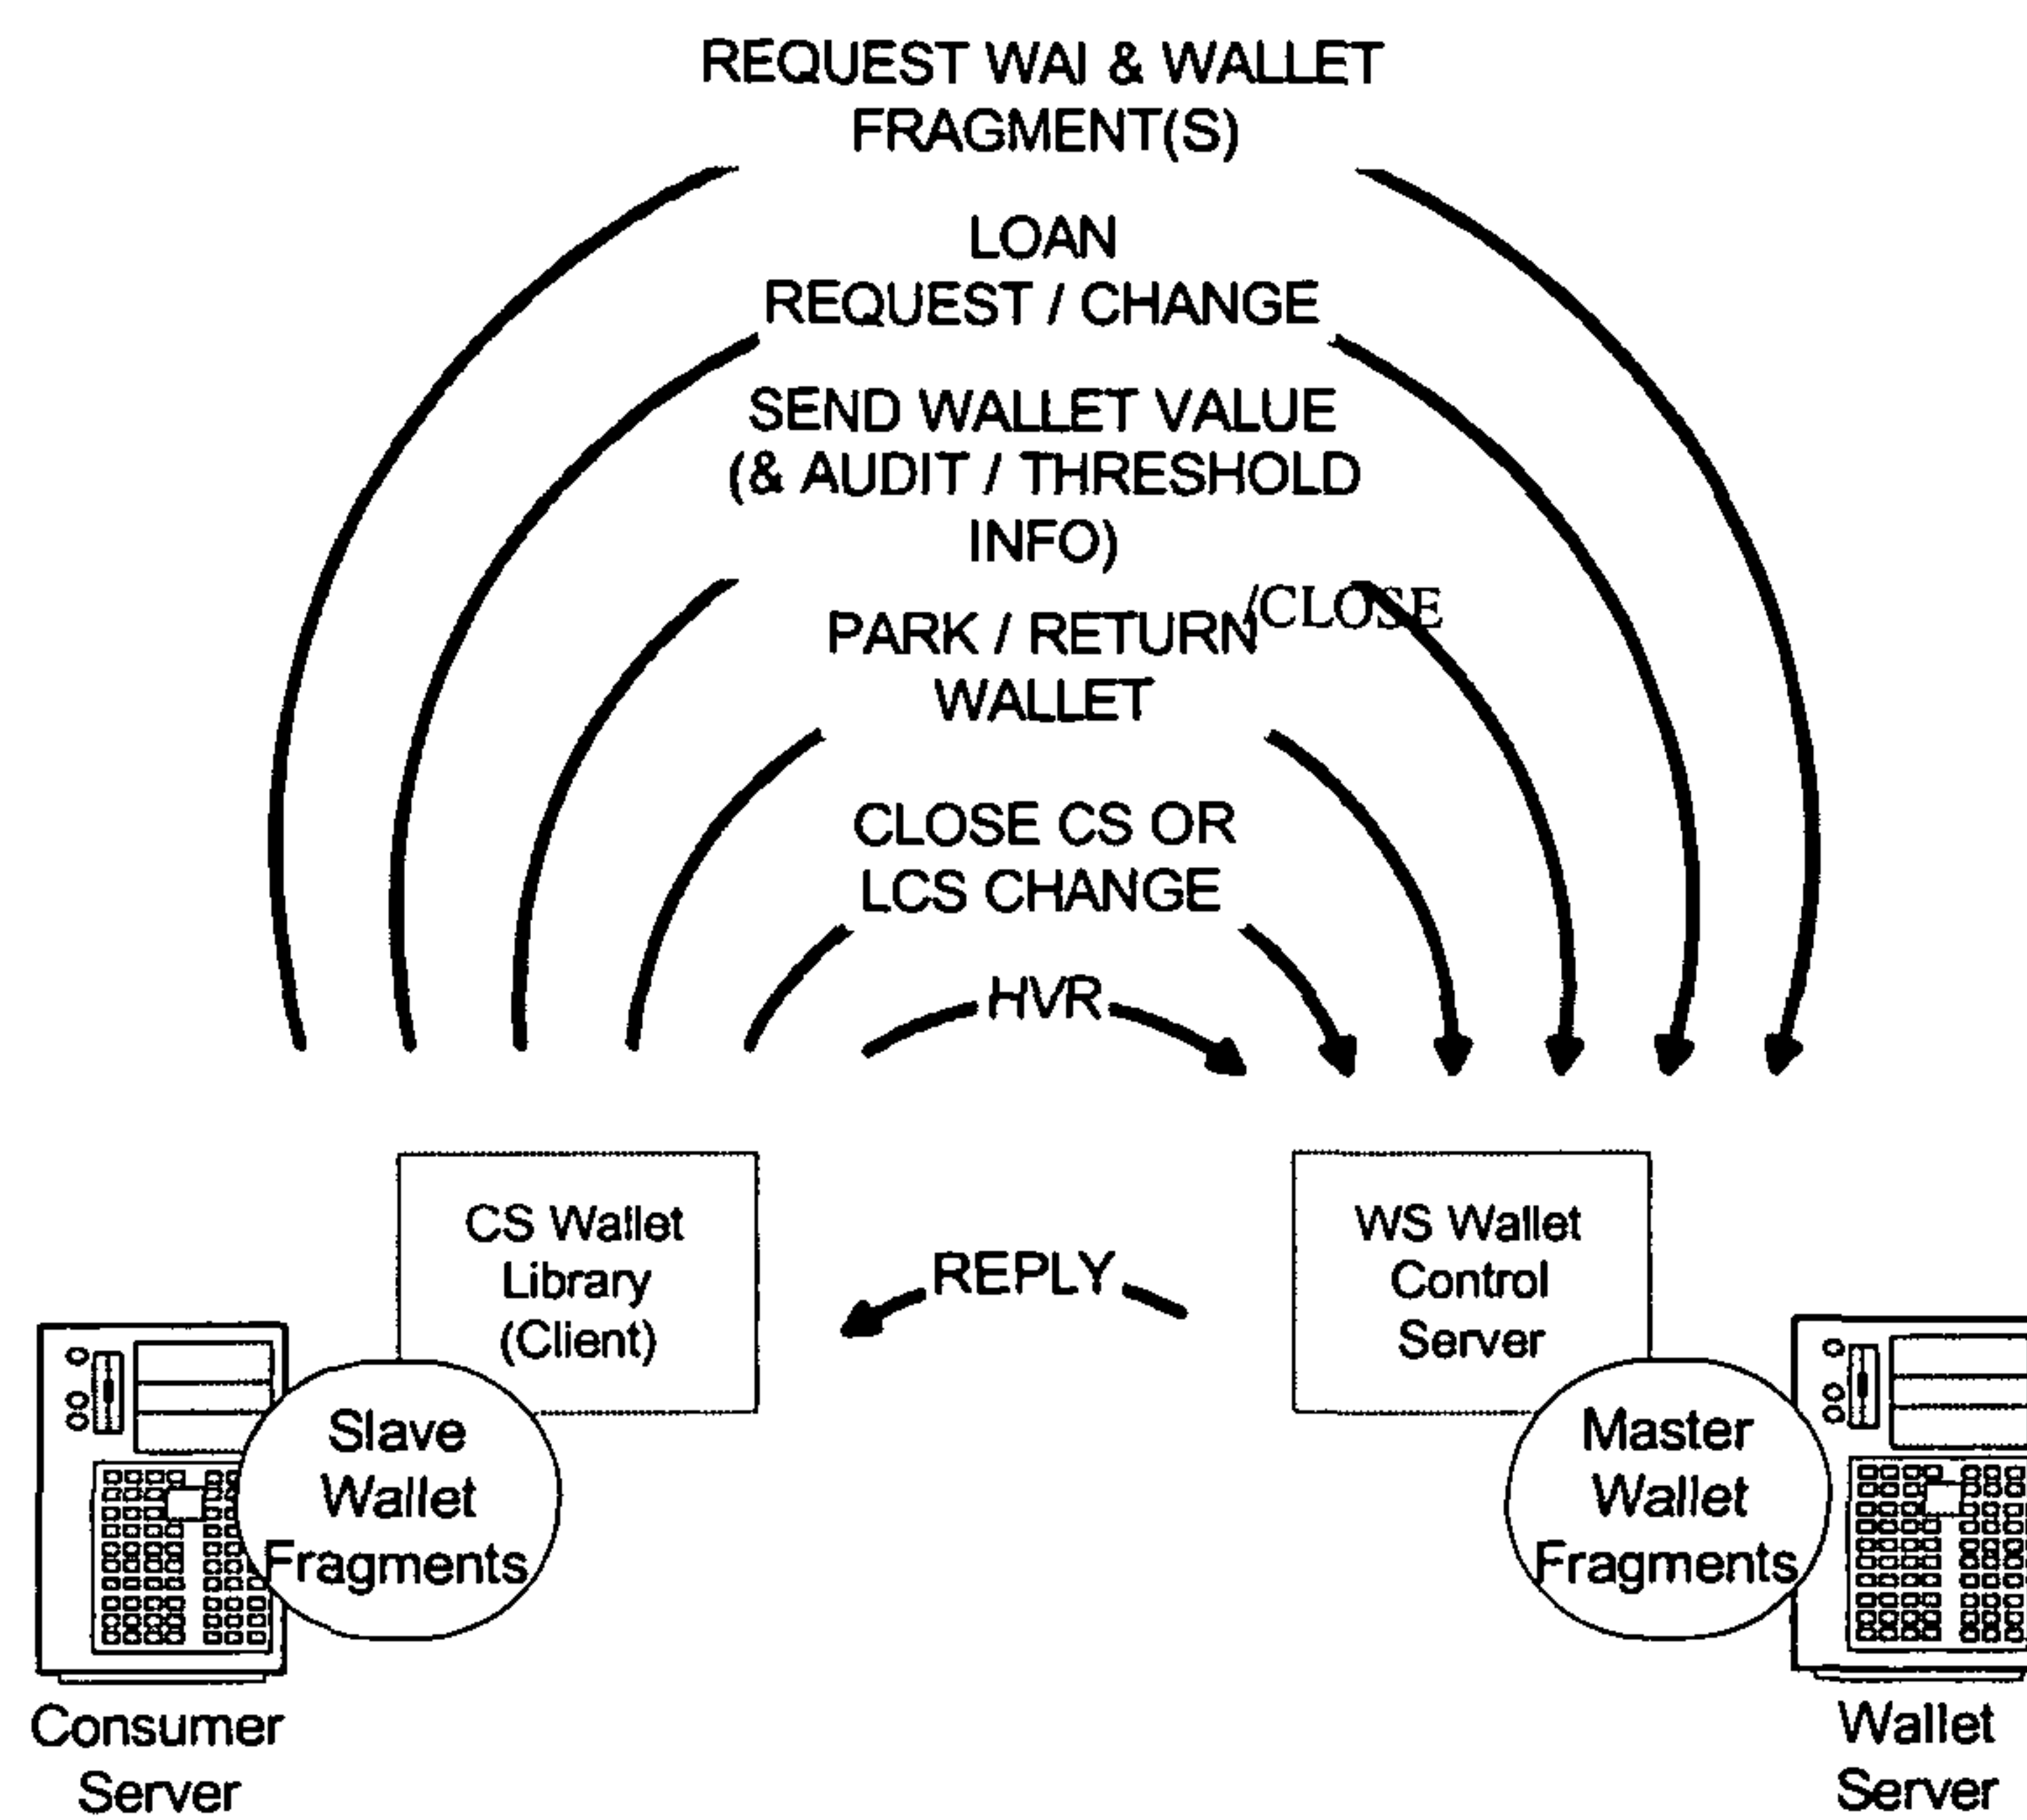 REQUEST WAI & WALLET
FRAGMENT(S)
LOAN
REQUEST / CHANGE
SEND WALLET VALUE
(& AUDIT / THRESHOLD
INFO)
PARK / RETURN /CLOSE
WALLET
CLOSE CS OR
LCS CHANGE
HVR
CS Wallet
Library
(Client)
REPLY
WS Wallet
Control
Server
Slave
Wallet
Fragments
Master
Wallet
Fragments
Consumer
Server
Wallet
Server